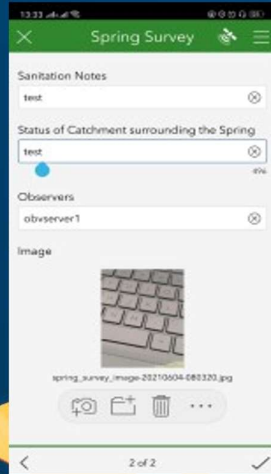 13:33
Spring Survey
Sanitation Notes
test
Status of Catchment surrounding the Spring
test
496
Observers
obvserver1
Image
spring_survey_image-20210604-080320.jpg
2 of 2